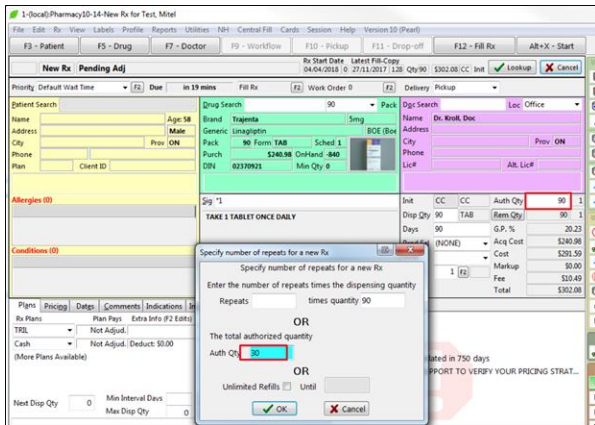 1-(local):Pharmacy10-14-New Rx for Test, Mitel
File Edit Rx View Labels Profile Reports Utilities NH Central Fill Cards Session Help Version 10 (Pearl)
F3 - Patient F5 - Drug F7 - Doctor F9 - Workflow F10 - Pickup F11 - Drop-off F12 - Fill Rx Alt+X - Start
New Rx Pending Adj Rx Start Date Latest Fill-Copy
04/04/2018 0 27/11/2017 128 Qty 90 $302.08 CC Init Lookup Cancel
Priority Default Wait Time F2 Due in 19 mins Fill Rx F2 Work Order 0 F2 Delivery Pickup
Patient Search
Name Age: 58
Address Male
City Prov ON
Phone
Plan Client ID
Drug Search 90 Pack
Brand Trajenta 5mg
Generic Linagliptin BOE (Boe
Pack 90 Form TAB Sched 1
Purch $240.98 OnHand -840
DIN 02370921 Min Qty 0
Doc Search Loc Office
Name Dr. Kroll, Doc
Address
City Prov ON
Phone
Lic# Alt. Lic#
Allergies (0)
Conditions (0)
Sig *1
TAKE 1 TABLET ONCE DAILY
Init CC CC Auth Qty 90 1
Disp Qty 90 TAB Rem Qty 90 1
Days 90 G.P. % 20.23
(NONE) Acq Cost $240.98
Cost $291.59
Markup $0.00
1 F2 Fee $10.49
Total $302.08
Specify number of repeats for a new Rx
Specify number of repeats for a new Rx
Enter the number of repeats times the dispensing quantity
Repeats times quantity 90
OR
The total authorized quantity
Auth Qty 30
OR
Unlimited Refills Until
OK Cancel
Plans Pricing Dates Comments Indications
Rx Plans Plan Pays Extra Info (F2 Edits)
TRIL Not Adjud.
Cash Not Adjud. Deduct: $0.00
(More Plans Available)
Next Disp Qty 0 Min Interval Days
Max Disp Qty 0
lated in 750 days
PPORT TO VERIFY YOUR PRICING STRAT...